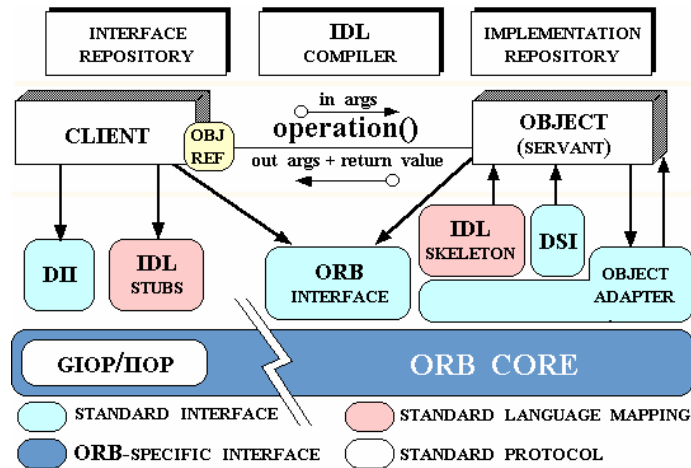 INTERFACE
REPOSITORY
IDL
COMPILER
IMPLEMENTATION
REPOSITORY
CLIENT
OBJ
REF
in args
operation()
out args + return value
OBJECT
(SERVANT)
DII
IDL
STUBS
ORB
INTERFACE
IDL
SKELETON
DSI
OBJECT
ADAPTER
GIOP/IIOP
ORB CORE
STANDARD INTERFACE
STANDARD LANGUAGE MAPPING
ORB-SPECIFIC INTERFACE
STANDARD PROTOCOL